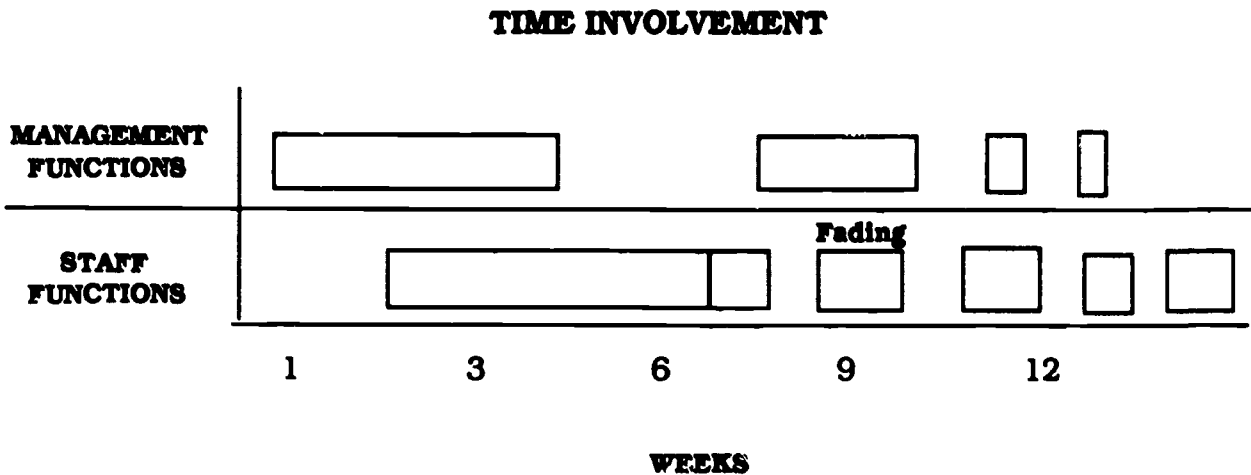 TIME INVOLVEMENT
MANAGEMENT
FUNCTIONS
Fading
STAFF
FUNCTIONS
1 3 6 9 12
WEEKS